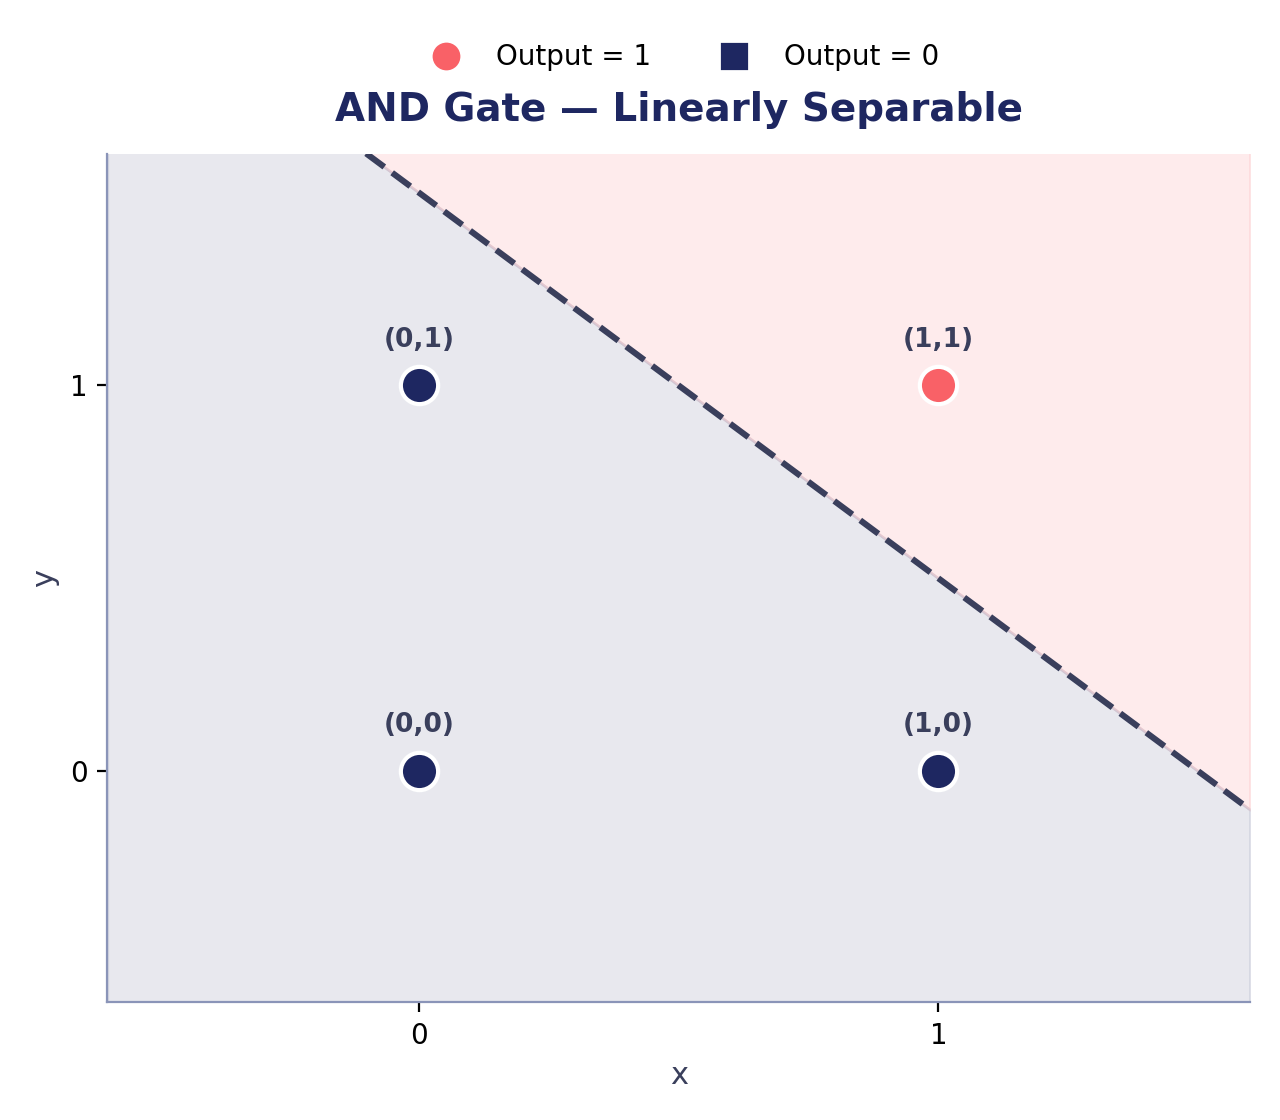 Output = 1 Output = 0
AND Gate — Linearly Separable
(0,1) (1,1)
1
y
(0,0) (1,0)
0
0 1
x